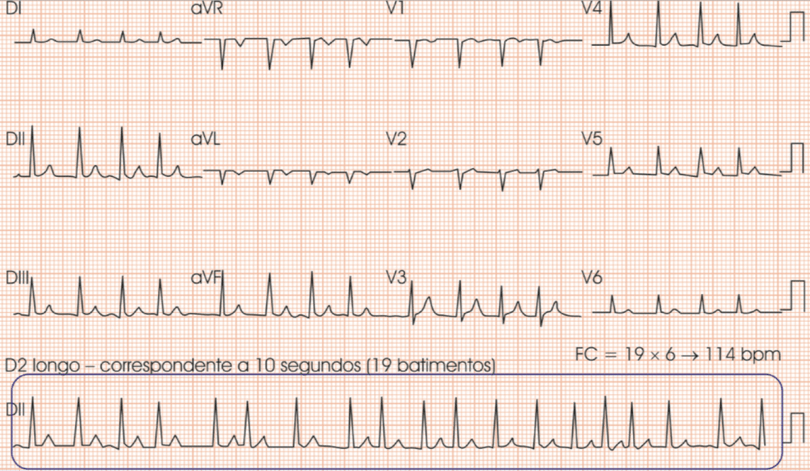 DI aVR V1 V4
DII aVL V2 V5
DIII aVF V3 V6
FC = 19 × 6 → 114 bpm
D2 longo – correspondente a 10 segundos (19 batimentos)
DII